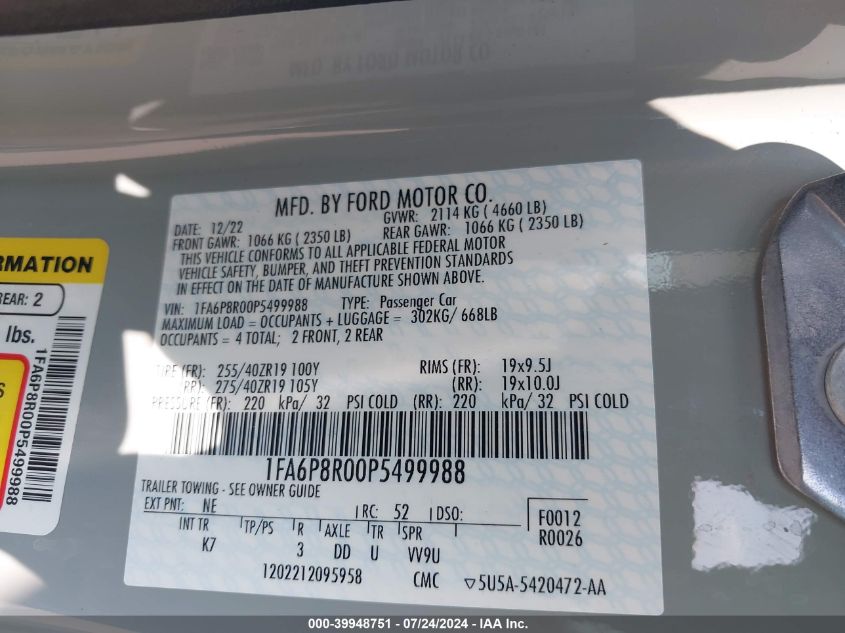 MFD. BY FORD MOTOR CO.
DATE: 12/22
GVWR: 2114 KG ( 4660 LB)
FRONT GAWR: 1066 KG ( 2350 LB)
REAR GAWR: 1066 KG ( 2350 LB)
THIS VEHICLE CONFORMS TO ALL APPLICABLE FEDERAL MOTOR
VEHICLE SAFETY, BUMPER, AND THEFT PREVENTION STANDARDS
IN EFFECT ON THE DATE OF MANUFACTURE SHOWN ABOVE.
VIN: 1FA6P8R00P5499988 TYPE: Passenger Car
MAXIMUM LOAD = OCCUPANTS + LUGGAGE = 302KG/ 668LB
OCCUPANTS = 4 TOTAL; 2 FRONT, 2 REAR
TYPE (FR): 255/40ZR19 100Y RIMS (FR): 19x9.5J
(RR): 275/40ZR19 105Y (RR): 19x10.0J
PRESSURE (FR): 220 kPa/ 32 PSI COLD (RR): 220 kPa/ 32 PSI COLD
1FA6P8R00P5499988
TRAILER TOWING - SEE OWNER GUIDE
EXT PNT: NE RC: 52 DSO: F0012
R0026
INT TR TP/PS R AXLE TR SPR
K7 3 DD U VV9U
1202212095958 CMC ▽5U5A-5420472-AA
RMATION
REAR: 2
lbs.
1FA6P8R00P5499988
000-39948751 - 07/24/2024 - IAA Inc.